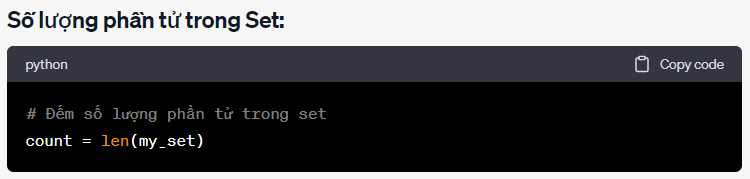 Số lượng phần tử trong Set:
python
Copy code
# Đếm số lượng phần tử trong set
count = len(my_set)